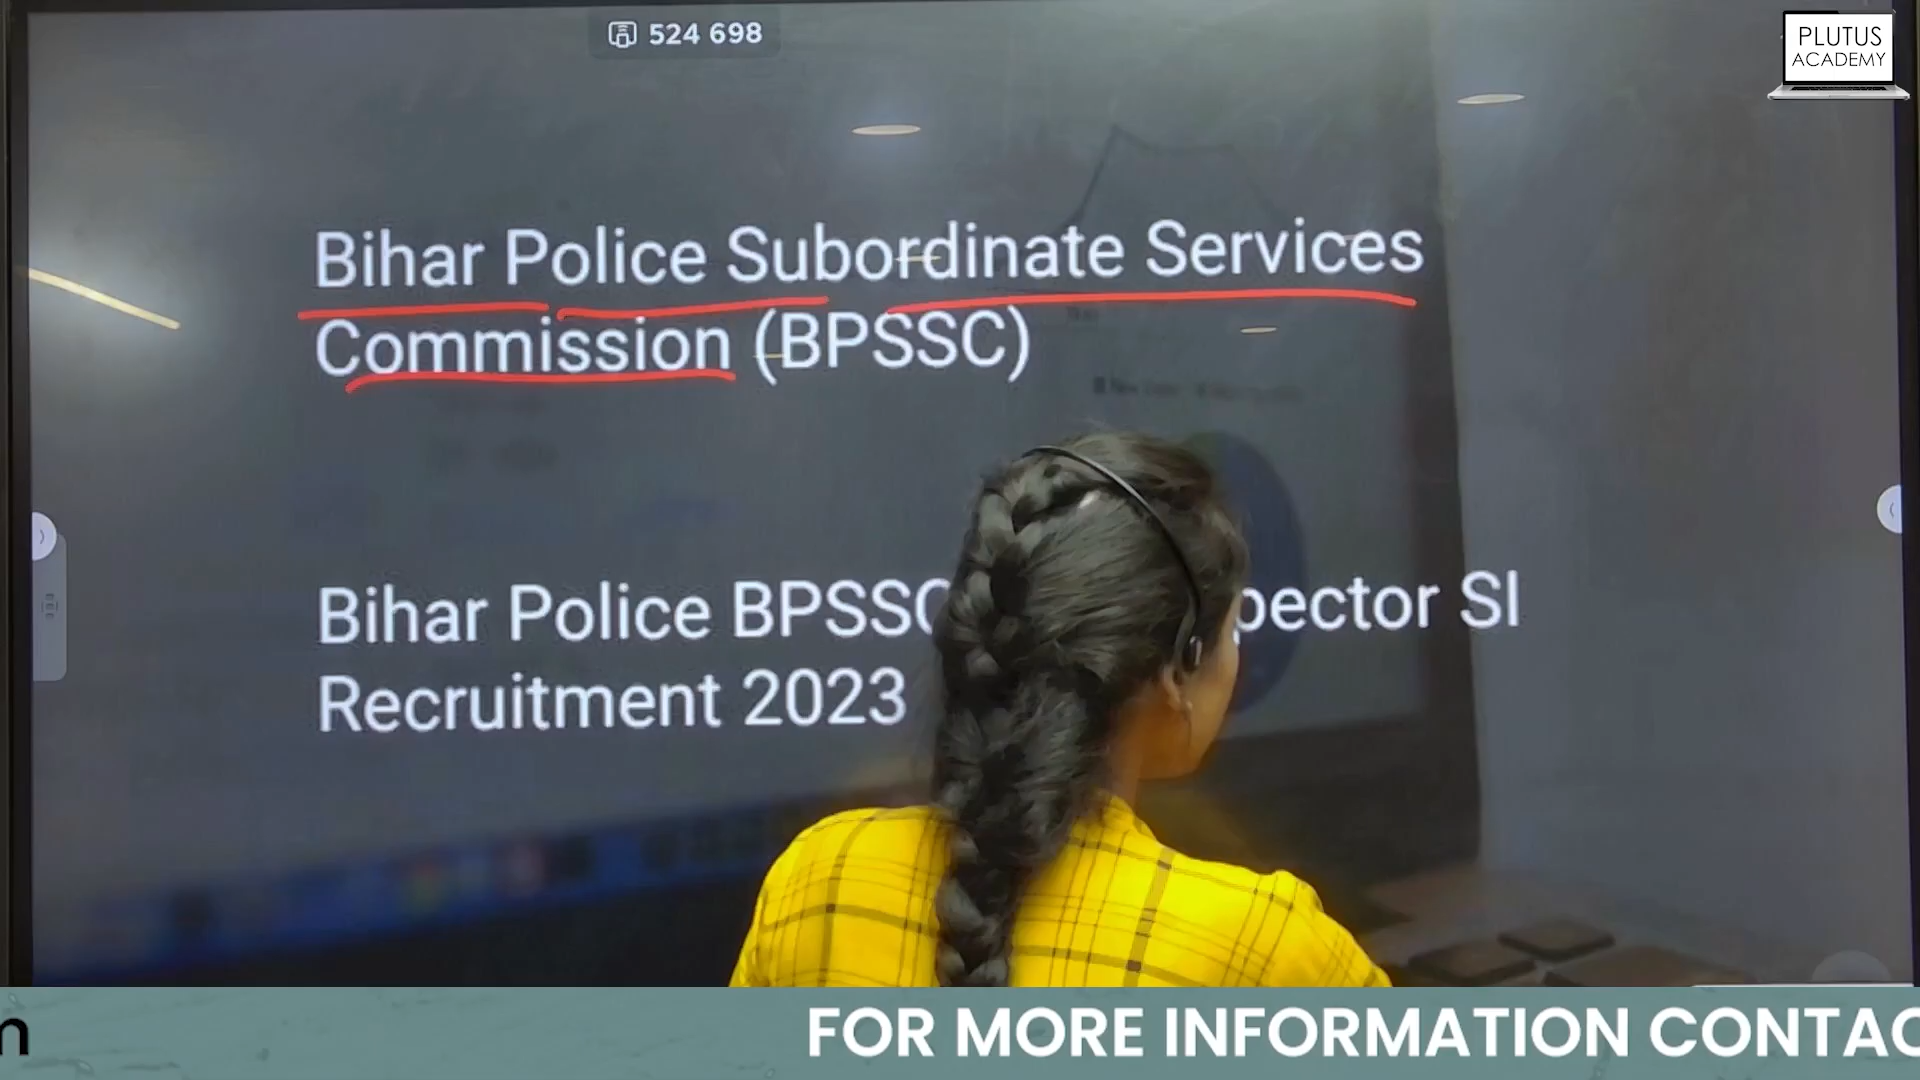 524 698
PLUTUS
ACADEMY
Bihar Police Subordinate Services
Commission (BPSSC)
Bihar Police BPSSC pector SI
Recruitment 2023
m
FOR MORE INFORMATION CONTAC